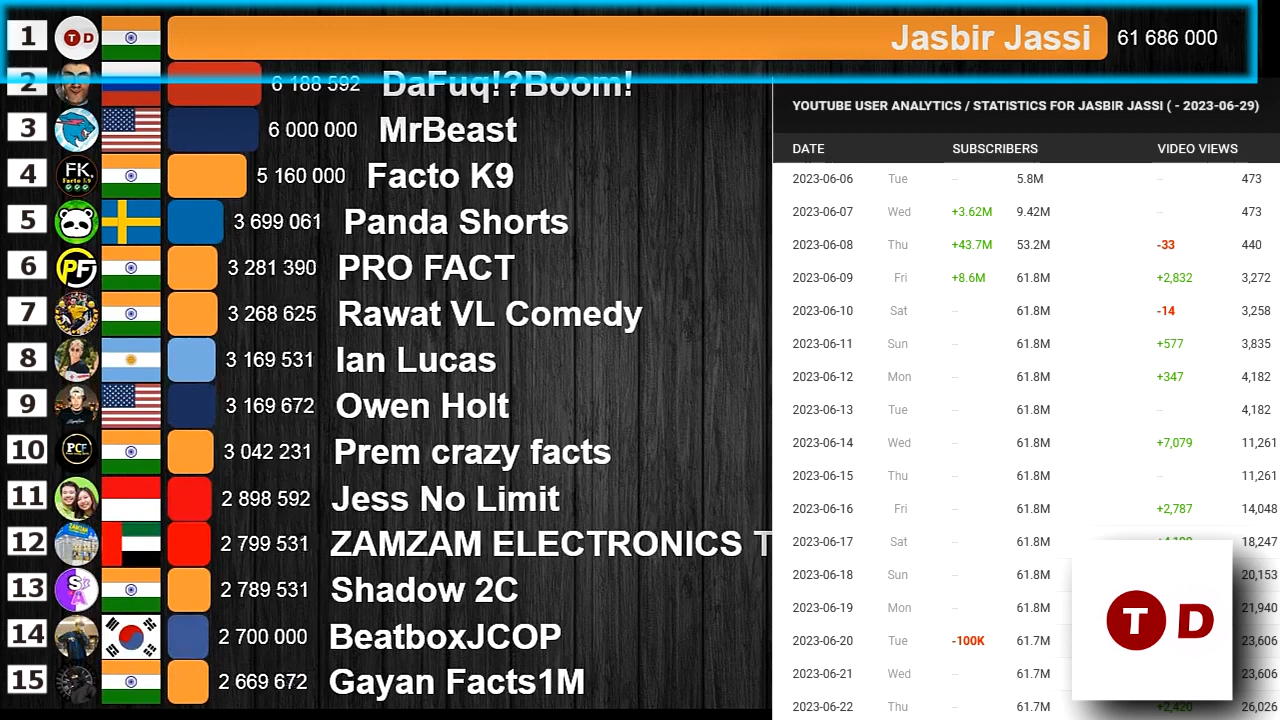 1 TD Jasbir Jassi 61 686 000
2 6 188 592 DaFuq!?Boom!
3 6 000 000 MrBeast
4 FK Facto K9 5 160 000 Facto K9
5 3 699 061 Panda Shorts
6 PF 3 281 390 PRO FACT
7 3 268 625 Rawat VL Comedy
8 3 169 531 Ian Lucas
9 3 169 672 Owen Holt
10 PCF 3 042 231 Prem crazy facts
11 2 898 592 Jess No Limit
12 2 799 531 ZAMZAM ELECTRONICS T
13 2 789 531 Shadow 2C
14 2 700 000 BeatboxJCOP
15 2 669 672 Gayan Facts1M
YOUTUBE USER ANALYTICS / STATISTICS FOR JASBIR JASSI ( - 2023-06-29)
DATE SUBSCRIBERS VIDEO VIEWS
2023-06-06 Tue -- 5.8M -- 473
2023-06-07 Wed +3.62M 9.42M -- 473
2023-06-08 Thu +43.7M 53.2M -33 440
2023-06-09 Fri +8.6M 61.8M +2,832 3,272
2023-06-10 Sat -- 61.8M -14 3,258
2023-06-11 Sun -- 61.8M +577 3,835
2023-06-12 Mon -- 61.8M +347 4,182
2023-06-13 Tue -- 61.8M -- 4,182
2023-06-14 Wed -- 61.8M +7,079 11,261
2023-06-15 Thu -- 61.8M -- 11,261
2023-06-16 Fri -- 61.8M +2,787 14,048
2023-06-17 Sat -- 61.8M 18,247
2023-06-18 Sun -- 61.8M 20,153
2023-06-19 Mon -- 61.8M 21,940
2023-06-20 Tue -100K 61.7M 23,606
2023-06-21 Wed -- 61.7M 23,606
2023-06-22 Thu -- 61.7M +2,420 26,026
TD